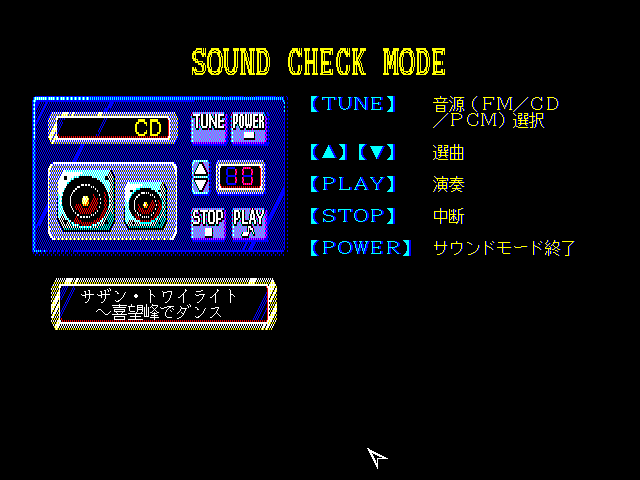 SOUND CHECK MODE
CD
TUNE
POWER
10
STOP
PLAY
サザン・トワイライト
～喜望峰でダンス
【TUNE】 音源（FM／CD
／PCM）選択
【▲】【▼】 選曲
【PLAY】 演奏
【STOP】 中断
【POWER】 サウンドモード終了